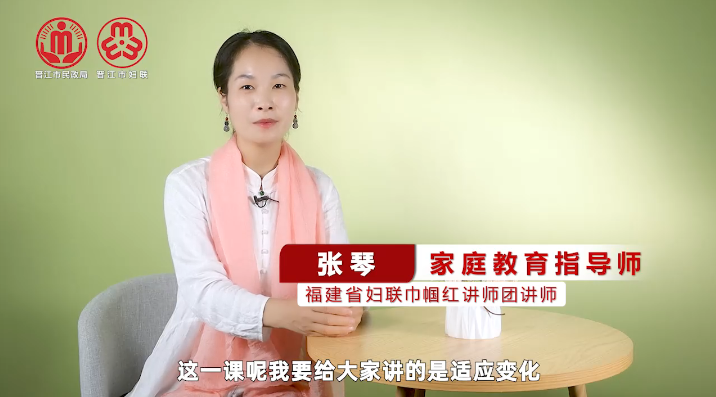 晋江市民政局
晋江市妇联
张琴
家庭教育指导师
福建省妇联巾帼红讲师团讲师
这一课呢我要给大家讲的是适应变化